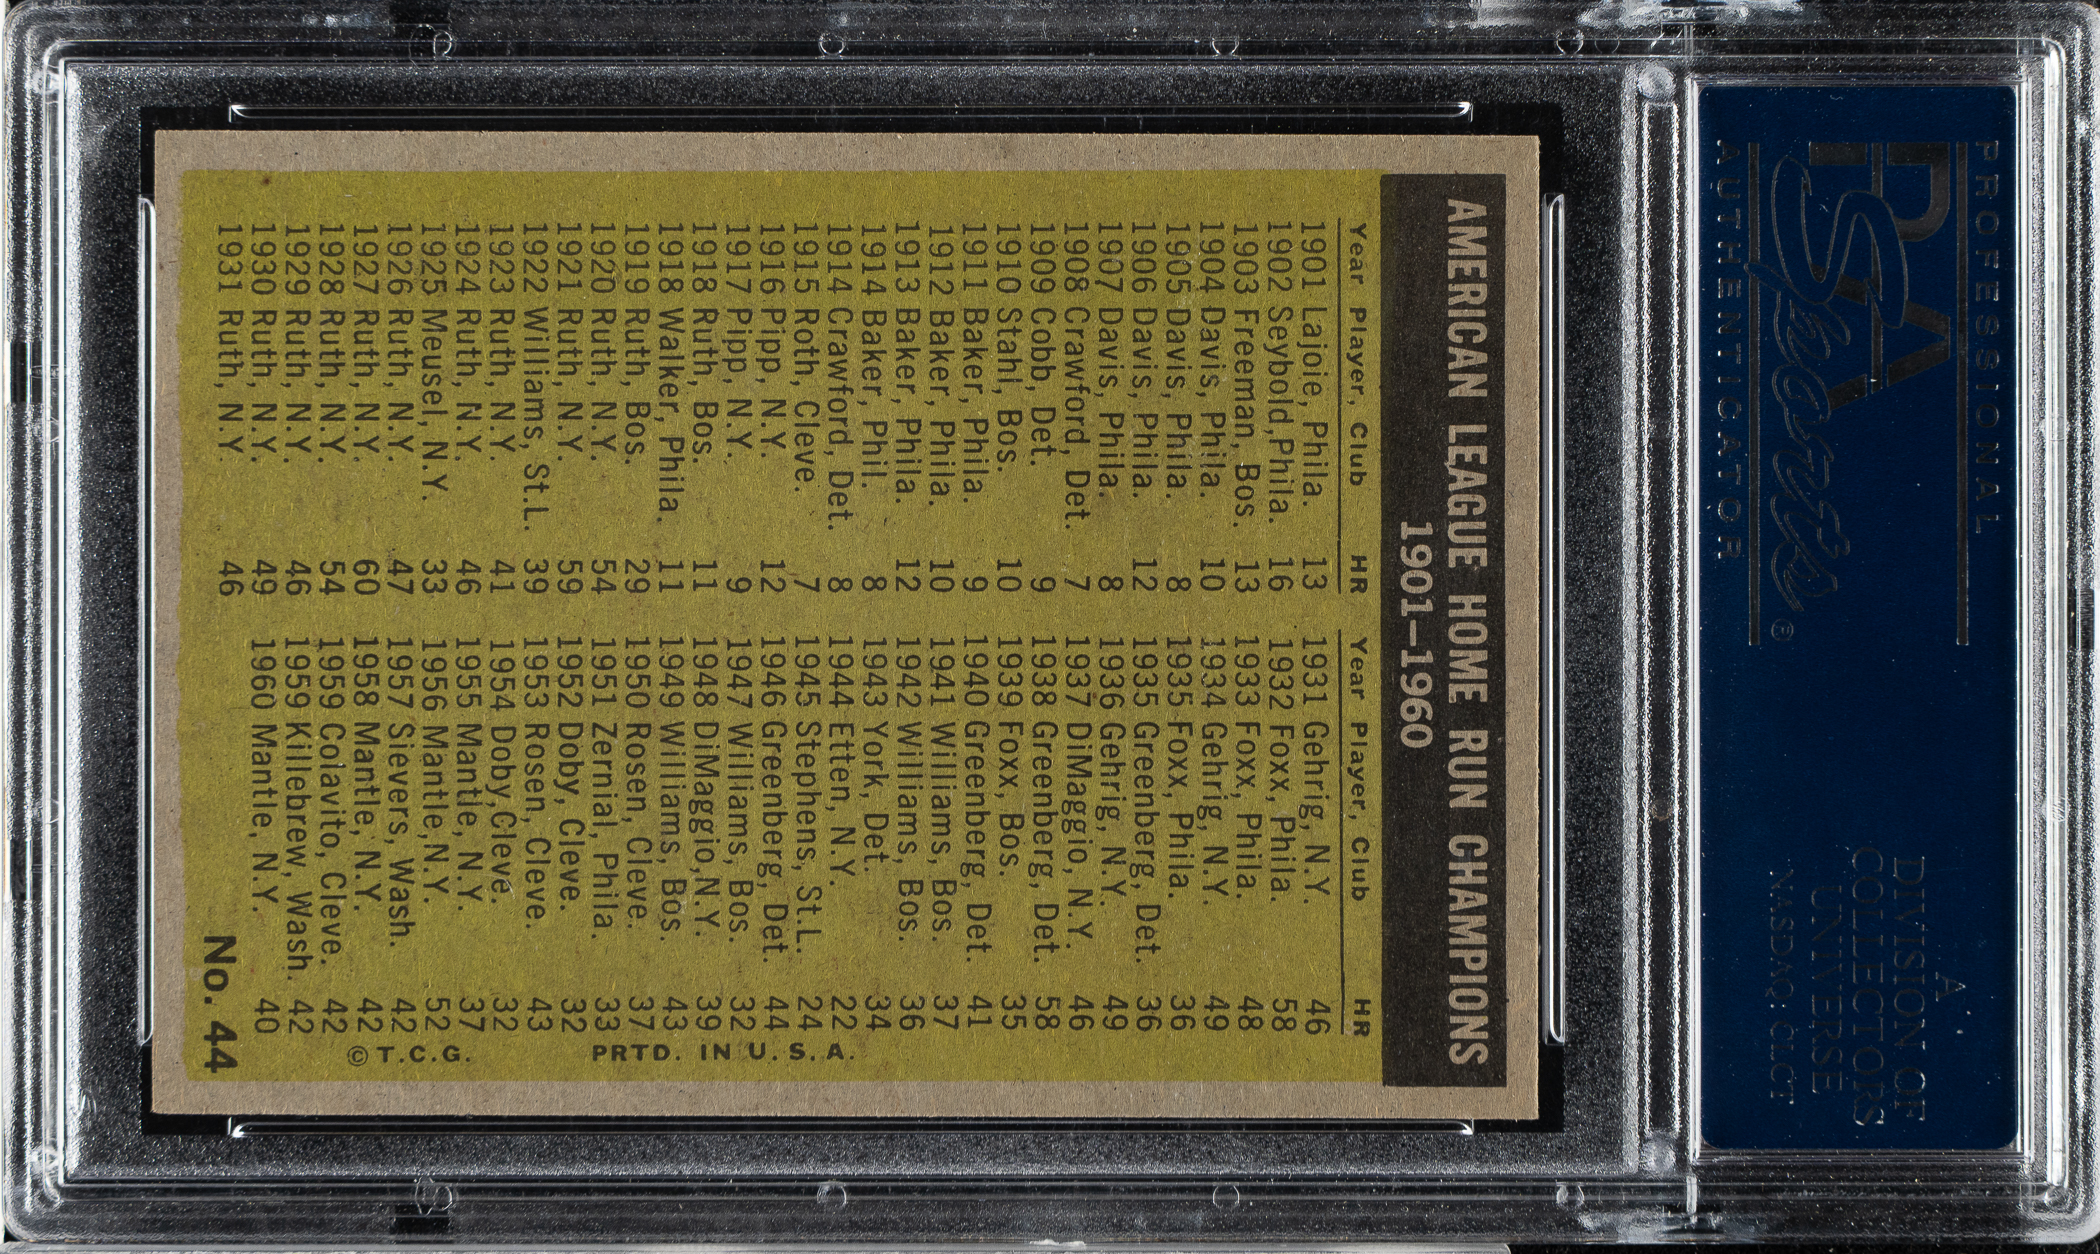 PROFESSIONAL
PSA
Sports®
AUTHENTICATOR
A
DIVISION OF
COLLECTORS
UNIVERSE
NASDAQ: CLCT
AMERICAN LEAGUE HOME RUN CHAMPIONS
1901—1960
Year Player, Club HR
1901 Lajoie, Phila. 13
1902 Seybold, Phila. 16
1903 Freeman, Bos. 13
1904 Davis, Phila. 10
1905 Davis, Phila. 8
1906 Davis, Phila. 12
1907 Davis, Phila. 8
1908 Crawford, Det. 7
1909 Cobb, Det. 9
1910 Stahl, Bos. 10
1911 Baker, Phila. 9
1912 Baker, Phila. 10
1913 Baker, Phila. 12
1914 Baker, Phil. 8
1914 Crawford, Det. 8
1915 Roth, Cleve. 7
1916 Pipp, N.Y. 12
1917 Pipp, N.Y. 9
1918 Ruth, Bos. 11
1918 Walker, Phila. 11
1919 Ruth, Bos. 29
1920 Ruth, N.Y. 54
1921 Ruth, N.Y. 59
1922 Williams, St.L. 39
1923 Ruth, N.Y. 41
1924 Ruth, N.Y. 46
1925 Meusel, N.Y. 33
1926 Ruth, N.Y. 47
1927 Ruth, N.Y. 60
1928 Ruth, N.Y. 54
1929 Ruth, N.Y. 46
1930 Ruth, N.Y. 49
1931 Ruth, N.Y. 46
Year Player, Club HR
1931 Gehrig, N.Y. 46
1932 Foxx, Phila. 58
1933 Foxx, Phila 48
1934 Gehrig, N.Y. 49
1935 Foxx, Phila. 36
1935 Greenberg, Det. 36
1936 Gehrig, N.Y. 49
1937 DiMaggio, N.Y. 46
1938 Greenberg, Det. 58
1939 Foxx, Bos. 35
1940 Greenberg, Det. 41
1941 Williams, Bos. 37
1942 Williams, Bos. 36
1943 York, Det. 34
1944 Etten, N.Y. 22
1945 Stephens, St.L. 24
1946 Greenberg, Det. 44
1947 Williams, Bos. 32
1948 DiMaggio, N.Y. 39
1949 Williams, Bos. 43
1950 Rosen, Cleve. 37
1951 Zernial, Phila. 33
1952 Doby, Cleve. 32
1953 Rosen, Cleve. 43
1954 Doby, Cleve. 32
1955 Mantle, N.Y. 37
1956 Mantle, N.Y. 52
1957 Sievers, Wash. 42
1958 Mantle, N.Y. 42
1959 Colavito, Cleve. 42
1959 Killebrew, Wash. 42
1960 Mantle, N.Y. 40
© T.C.G. PRTD. IN U.S.A.
No. 44